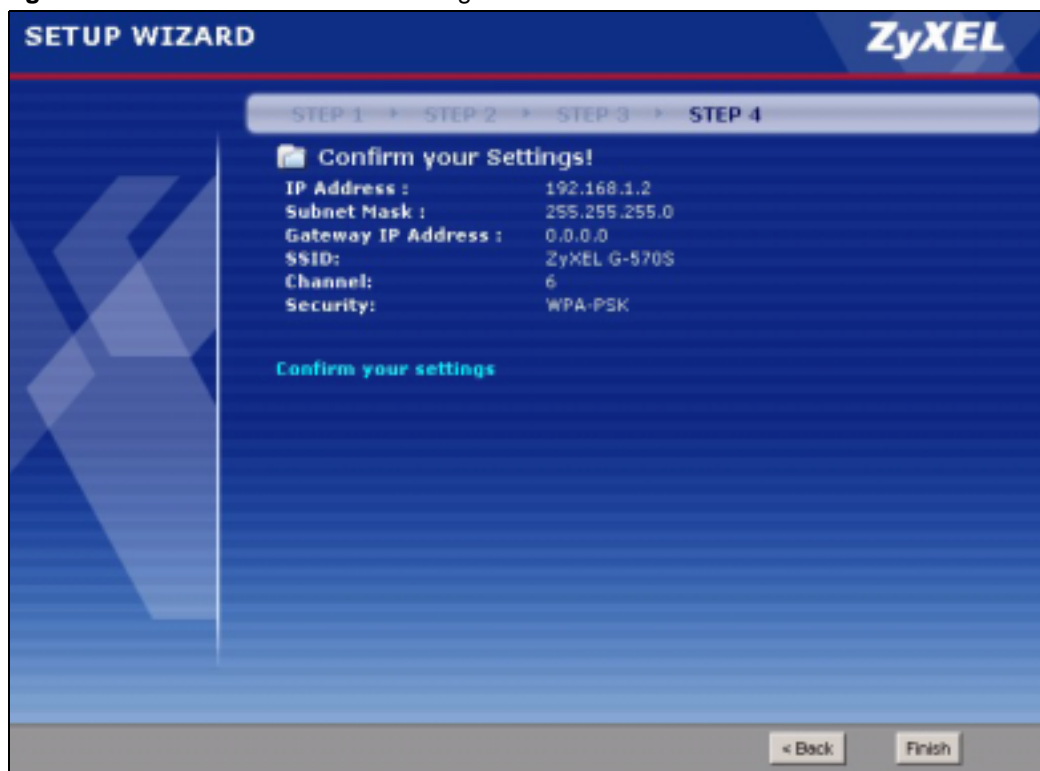 SETUP WIZARD ZyXEL
STEP 1 STEP 2 STEP 3 STEP 4
Confirm your Settings!
IP Address : 192.168.1.2
Subnet Mask : 255.255.255.0
Gateway IP Address : 0.0.0.0
SSID: ZyXEL G-570S
Channel: 6
Security: WPA-PSK
Confirm your settings
< Back Finish